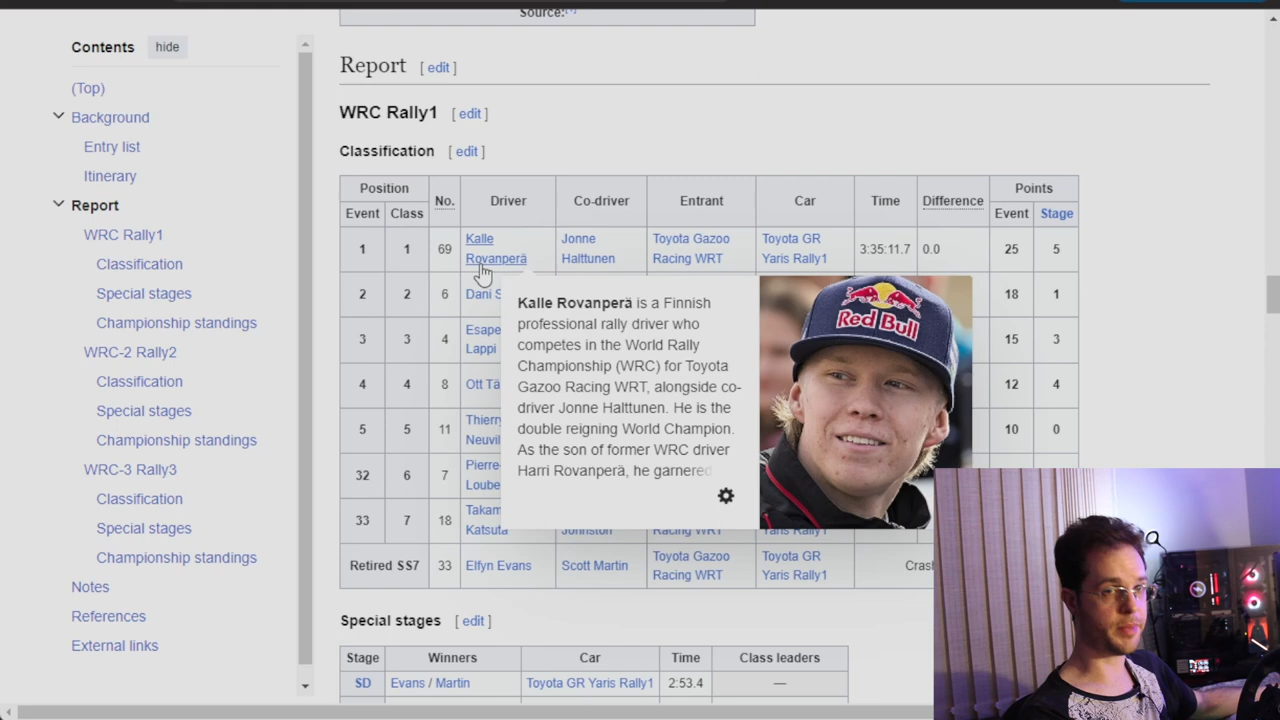 Source:
Contents hide
(Top)
Background
Entry list
Itinerary
Report
WRC Rally1
Classification
Special stages
Championship standings
WRC-2 Rally2
Classification
Special stages
Championship standings
WRC-3 Rally3
Classification
Special stages
Championship standings
Notes
References
External links
Report [ edit ]
WRC Rally1 [ edit ]
Classification [ edit ]
Position No. Driver Co-driver Entrant Car Time Difference Points
Event Class Event Stage
1 1 69 Kalle Rovanperä Jonne Halttunen Toyota Gazoo Racing WRT Toyota GR Yaris Rally1 3:35:11.7 0.0 25 5
2 2 6 Dani 18 1
3 3 4 Lappi 15 3
4 4 8 Ott 12 4
5 5 11 10 0
32 6 7
33 7 18 Katsuta Johnston Racing WRT Yaris Rally1
Retired SS7 33 Elfyn Evans Scott Martin Toyota Gazoo Racing WRT Toyota GR Yaris Rally1
Kalle Rovanperä is a Finnish
professional rally driver who
competes in the World Rally
Championship (WRC) for Toyota
Gazoo Racing WRT, alongside co-
driver Jonne Halttunen. He is the
double reigning World Champion.
As the son of former WRC driver
Harri Rovanperä, he garnered
Red Bull
Special stages [ edit ]
Stage Winners Car Time Class leaders
SD Evans / Martin Toyota GR Yaris Rally1 2:53.4 —